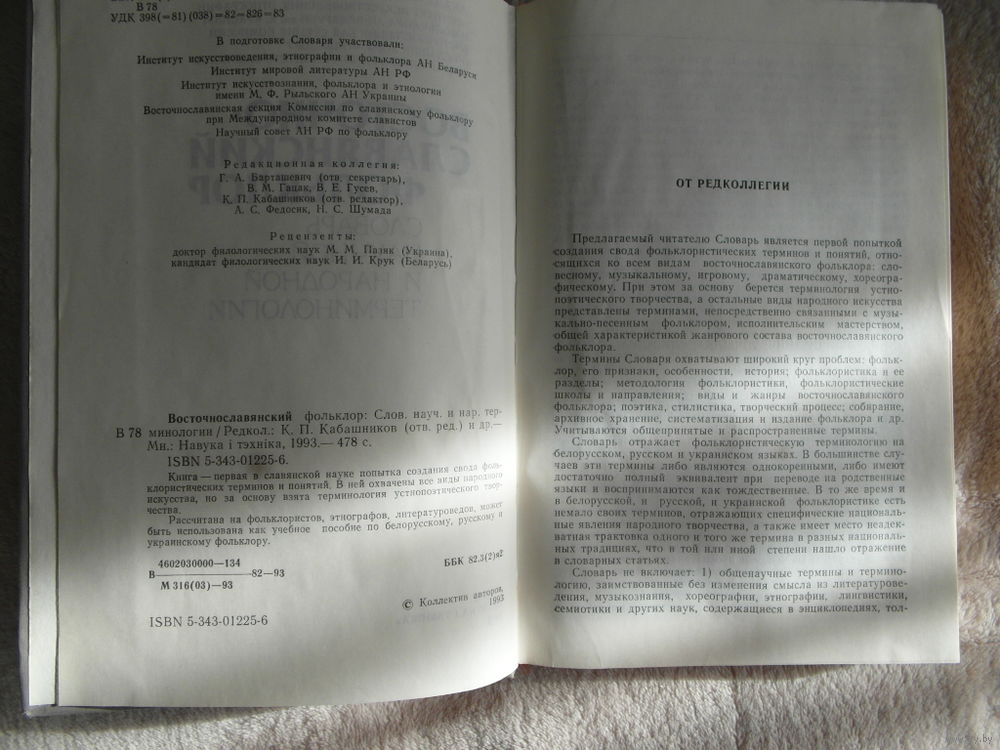 В 78
УДК 398(=81)(038)=82=826=83
В подготовке Словаря участвовали:
Институт искусствоведения, этнографии и фольклора АН Беларуси
Институт мировой литературы АН РФ
Институт искусствознания, фольклора и этнологии
имени М. Ф. Рыльского АН Украины
Восточнославянская секция Комиссии по славянскому фольклору
при Международном комитете славистов
Научный совет АН РФ по фольклору
Редакционная коллегия:
Г. А. Барташевич (отв. секретарь),
В. М. Гацак, В. Е. Гусев,
К. П. Кабашников (отв. редактор),
А. С. Федосик, Н. С. Шумада
Рецензенты:
доктор филологических наук М. М. Пазяк (Украина),
кандидат филологических наук И. И. Крук (Беларусь)
Восточнославянский фольклор: Слов. науч. и нар. тер-
В 78 минологии/Редкол.: К. П. Кабашников (отв. ред.) и др.—
Мн.: Навука і тэхніка, 1993.— 478 с.
ISBN 5-343-01225-6.
Книга — первая в славянской науке попытка создания свода фоль-
клористических терминов и понятий. В ней охвачены все виды народного
искусства, но за основу взята терминология устнопоэтического твор-
чества.
Рассчитана на фольклористов, этнографов, литературоведов, может
быть использована как учебное пособие по белорусскому, русскому и
украинскому фольклору.
4602030000—134
В————82—93
М 316(03)—93
ББК 82.3(2)я2
© Коллектив авторов,
1993
ISBN 5-343-01225-6
ОТ РЕДКОЛЛЕГИИ
Предлагаемый читателю Словарь является первой попыткой
создания свода фольклористических терминов и понятий, отно-
сящихся ко всем видам восточнославянского фольклора: сло-
весному, музыкальному, игровому, драматическому, хореогра-
фическому. При этом за основу берется терминология устно-
поэтического творчества, а остальные виды народного искусства
представлены терминами, непосредственно связанными с музы-
кально-песенным фольклором, исполнительским мастерством,
общей характеристикой жанрового состава восточнославянского
фольклора.
Термины Словаря охватывают широкий круг проблем: фольк-
лор, его признаки, особенности, история; фольклористика и ее
разделы; методология фольклористики, фольклористические
школы и направления; виды и жанры восточнославянского
фольклора; поэтика, стилистика, творческий процесс; собирание,
архивное хранение, систематизация и издание фольклора и др.
Учитываются общепринятые и распространенные термины.
Словарь отражает фольклористическую терминологию на
белорусском, русском и украинском языках. В большинстве слу-
чаев эти термины либо являются однокоренными, либо имеют
достаточно полный эквивалент при переводе на родственные
языки и воспринимаются как тождественные. В то же время и
в белорусской, и русской, и украинской фольклористике есть
немало своих терминов, отражающих специфические националь-
ные явления народного творчества, а также имеет место неадек-
ватная трактовка одного и того же термина в разных националь-
ных традициях, что в той или иной степени нашло отражение
в словарных статьях.
Словарь не включает: 1) общенаучные термины и терминo-
логию, заимствованные без изменения смысла из литературове-
дения, музыкознания, хореографии, этнографии, лингвистики,
семиотики и других наук, содержащиеся в энциклопедиях, тол-